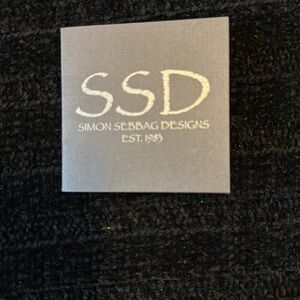 SSD
SIMON SEBBAG DESIGNS
EST. 1983